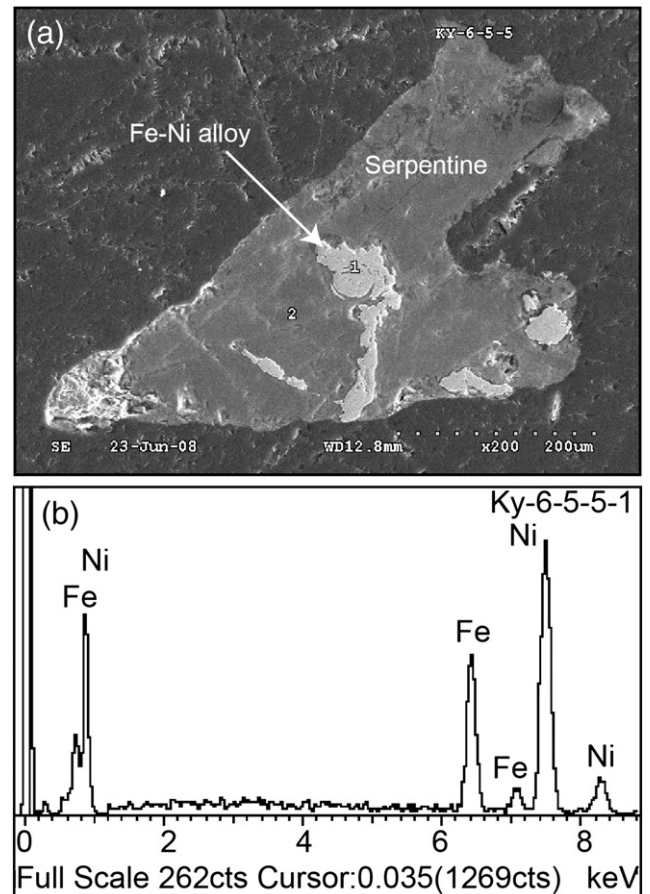 (a)
KY-6-5-5
Fe-Ni alloy
Serpentine
1
2
SE 23-Jun-08 WD12.8mm x200 200um
(b)
Ky-6-5-5-1
Ni
Ni
Fe
Fe
Fe
Ni
0 2 4 6 8
Full Scale 262cts Cursor:0.035(1269cts) keV